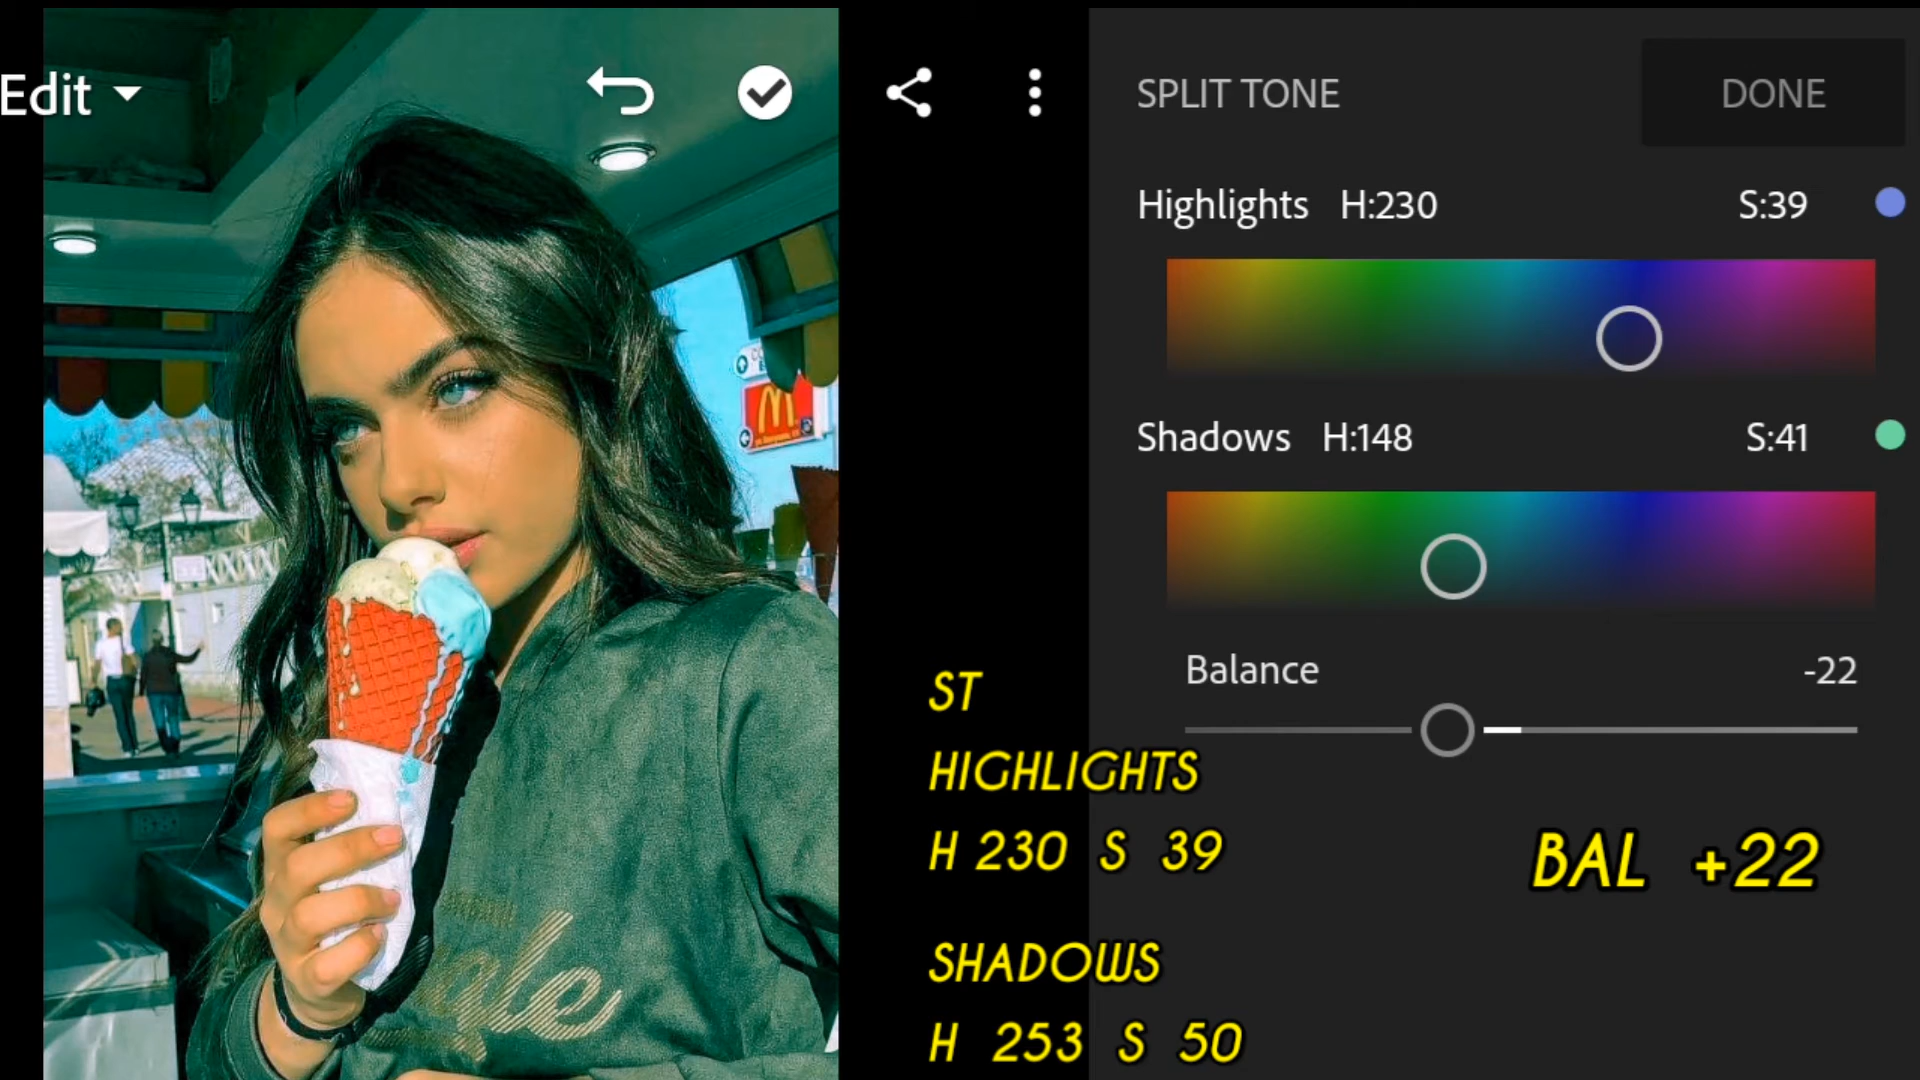 Edit
SPLIT TONE
DONE
Highlights H:230 S:39
Shadows H:148 S:41
Balance -22
ST
HIGHLIGHTS
H 230 S 39
BAL +22
SHADOWS
H 253 S 50